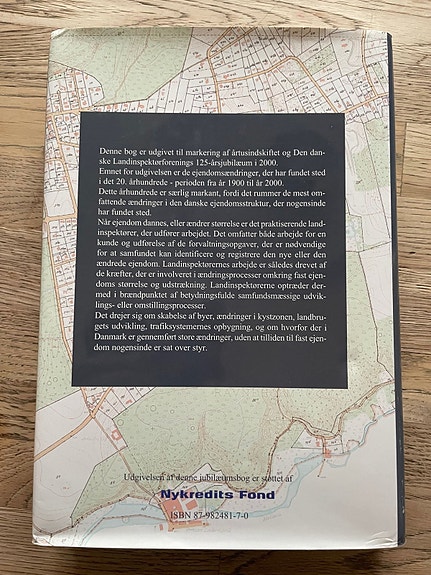 Denne bog er udgivet til markering af årtusindskiftet og Den dan-
ske Landinspektørforenings 125-årsjubilæum i 2000.
Emnet for udgivelsen er de ejendomsændringer, der har fundet sted
i det 20. århundrede - perioden fra år 1900 til år 2000.
Dette århundrede er særlig markant, fordi det rummer de mest om-
fattende ændringer i den danske ejendomsstruktur, der nogensinde
har fundet sted.
Når ejendom dannes, eller ændrer størrelse er det praktiserende land-
inspektører, der udfører arbejdet. Det omfatter både arbejde for en
kunde og udførelse af de forvaltningsopgaver, der er nødvendige
for at samfundet kan identificere og registrere den nye eller den
ændrede ejendom. Landinspektørernes arbejde er således drevet af
de kræfter, der er involveret i ændringsprocesser omkring fast ejen-
doms størrelse og udstrækning. Landinspektørerne optræder der-
med i brændpunktet af betydningsfulde samfundsmæssige udvik-
lings- eller omstillingsprocesser.
Det drejer sig om skabelse af byer, ændringer i kystzonen, landbru-
gets udvikling, trafiksystemernes opbygning, og om hvorfor der i
Danmark er gennemført store ændringer, uden at tilliden til fast ejen-
dom nogensinde er sat over styr.
Udgivelsen af denne jubilæumsbog er støttet af
Nykredits Fond
ISBN 87-982481-7-0